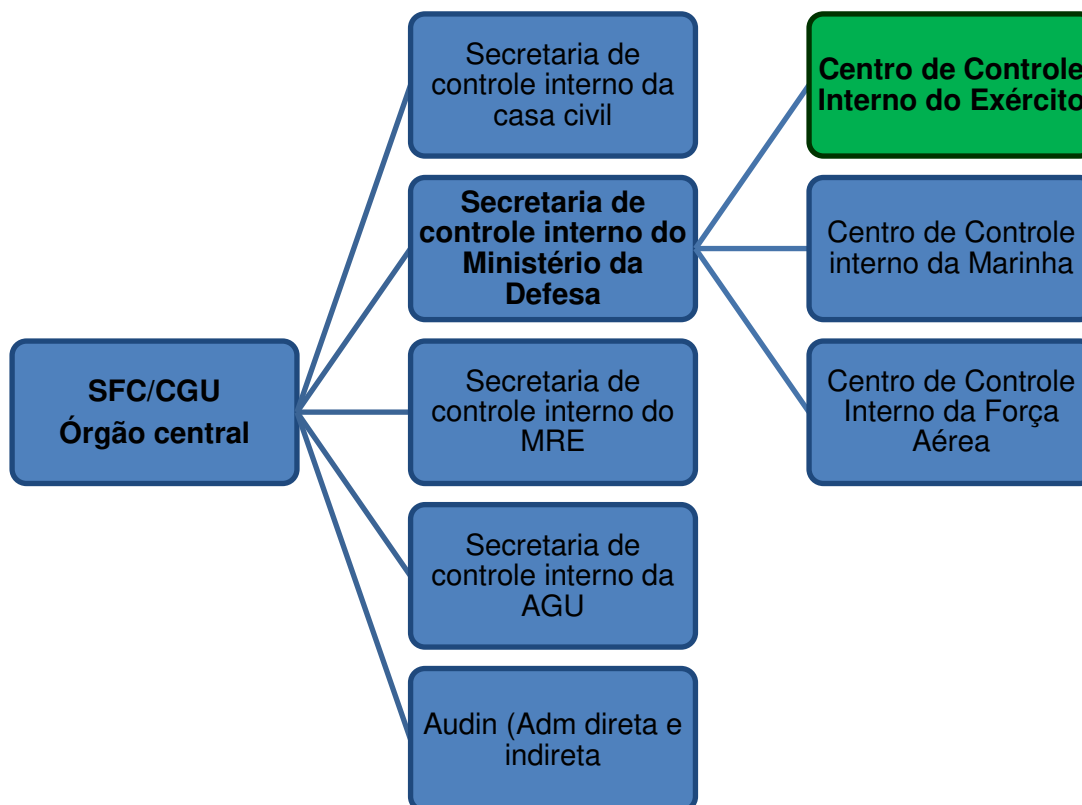 SFC/CGU
Órgão central
Secretaria de
controle interno da
casa civil
Secretaria de
controle interno do
Ministério da
Defesa
Secretaria de
controle interno do
MRE
Secretaria de
controle interno da
AGU
Audin (Adm direta e
indireta
Centro de Controle
Interno do Exército
Centro de Controle
interno da Marinha
Centro de Controle
Interno da Força
Aérea